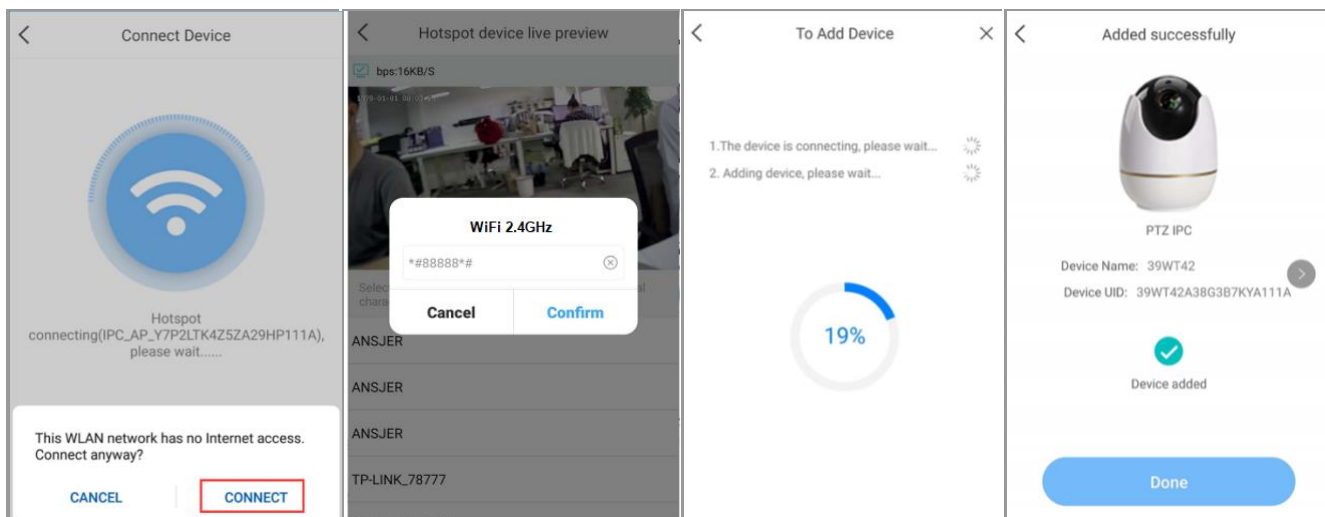 Connect Device
Hotspot
connecting(IPC_AP_Y7P2LTK4Z5ZA29HP111A),
please wait......
This WLAN network has no Internet access.
Connect anyway?
CANCEL
CONNECT
Hotspot device live preview
bps:16KB/S
WiFi 2.4GHz
*#88888*#
Cancel
Confirm
ANSJER
ANSJER
ANSJER
TP-LINK_78777
To Add Device
1.The device is connecting, please wait...
2. Adding device, please wait...
19%
Added successfully
PTZ IPC
Device Name: 39WT42
Device UID: 39WT42A38G3B7KYA111A
Device added
Done